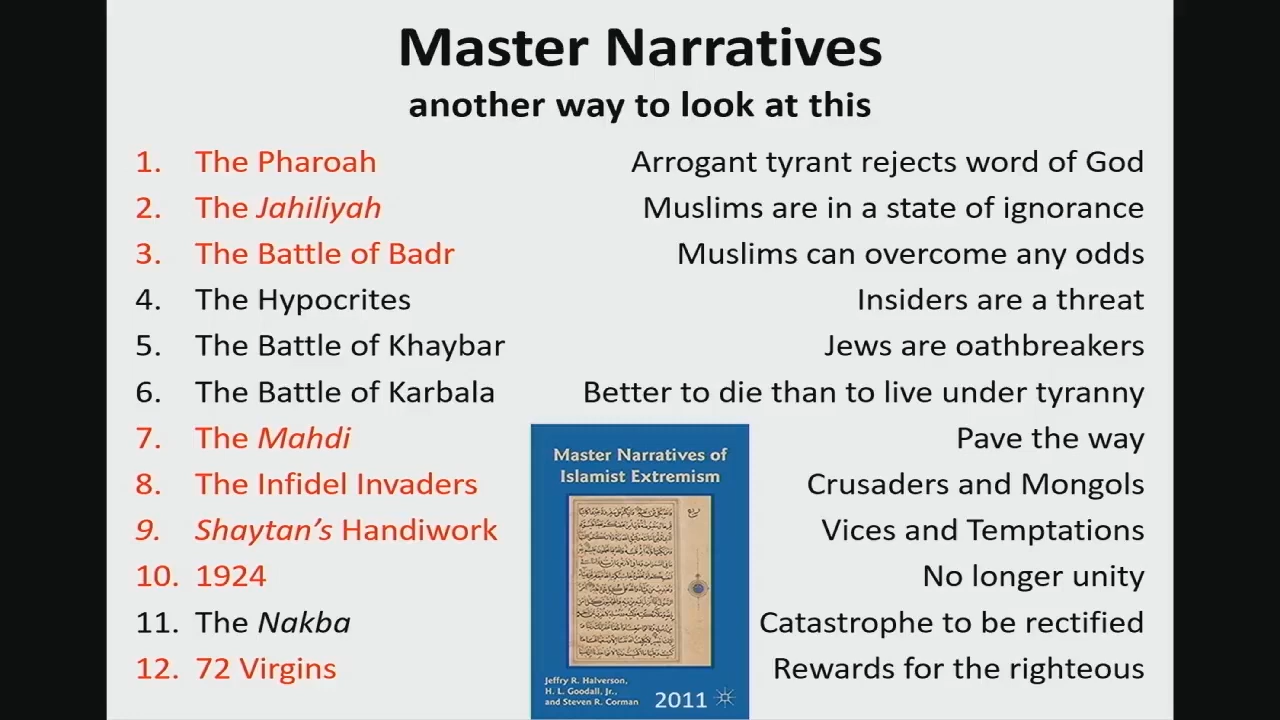 Master Narratives
another way to look at this
1. The Pharoah Arrogant tyrant rejects word of God
2. The Jahiliyah Muslims are in a state of ignorance
3. The Battle of Badr Muslims can overcome any odds
4. The Hypocrites Insiders are a threat
5. The Battle of Khaybar Jews are oathbreakers
6. The Battle of Karbala Better to die than to live under tyranny
7. The Mahdi Pave the way
8. The Infidel Invaders Crusaders and Mongols
9. Shaytan’s Handiwork Vices and Temptations
10. 1924 No longer unity
11. The Nakba Catastrophe to be rectified
12. 72 Virgins Rewards for the righteous
Master Narratives of
Islamist Extremism
Jeffry R. Halverson,
H. L. Goodall, Jr.,
and Steven R. Corman
2011